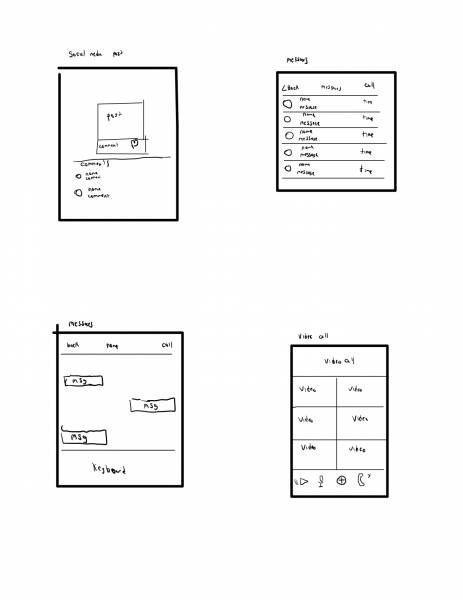 Social media post
post
comment
comments
name
comment
name
comment
messages
< Back messages call
name time
message
name time
message
name time
message
name time
message
name time
message
messages
back name call
msg
msg
msg
Keyboard
Video call
Video call
Video Video
Video Video
Video Video